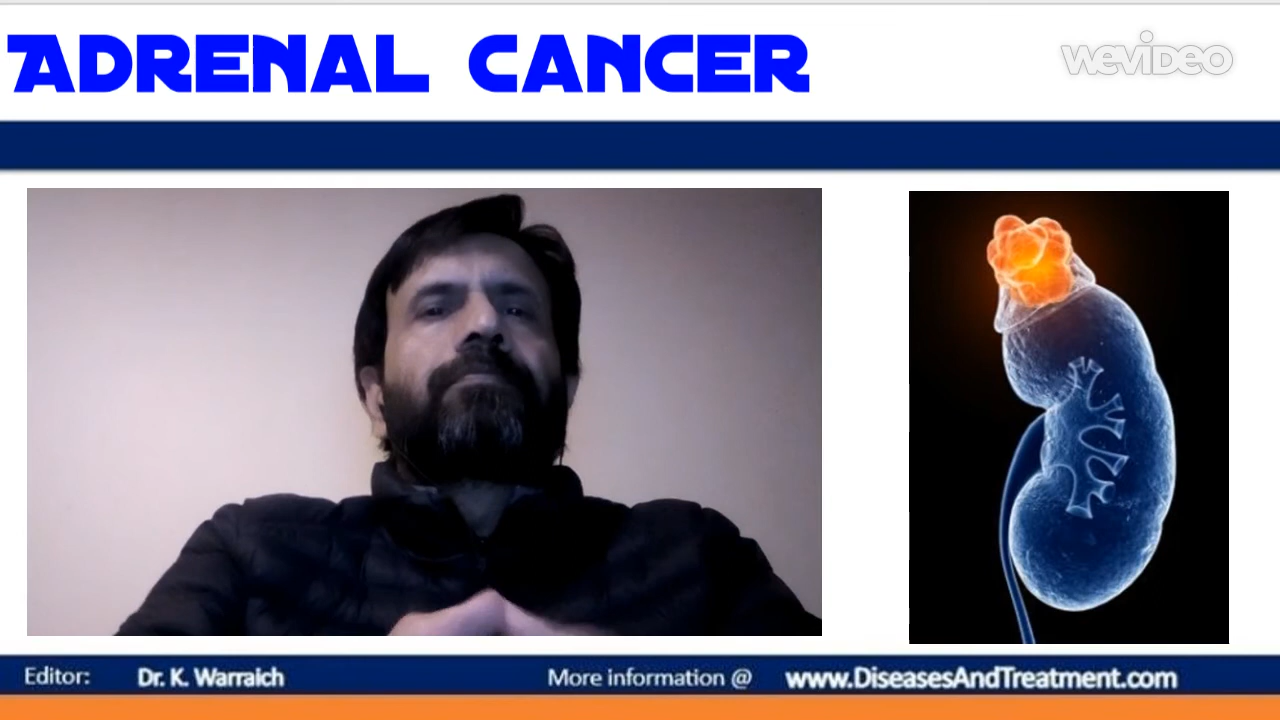 ADRENAL CANCER
WEVIDEO
Editor: Dr. K. Warraich More information @ www.DiseasesAndTreatment.com